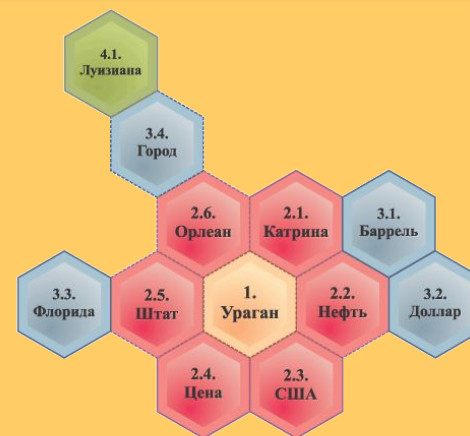 4.1.
Луизиана
3.4.
Город
2.6.
Орлеан
2.1.
Катрина
3.1.
Баррель
3.3.
Флорида
2.5.
Штат
1.
Ураган
2.2.
Нефть
3.2.
Доллар
2.4.
Цена
2.3.
США